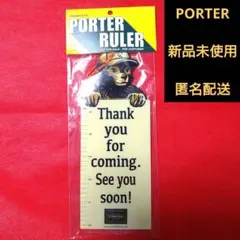 PORTER
RULER
Thank
you
for
coming.
See you
soon!
PORTER
新品未使用
匿名配送